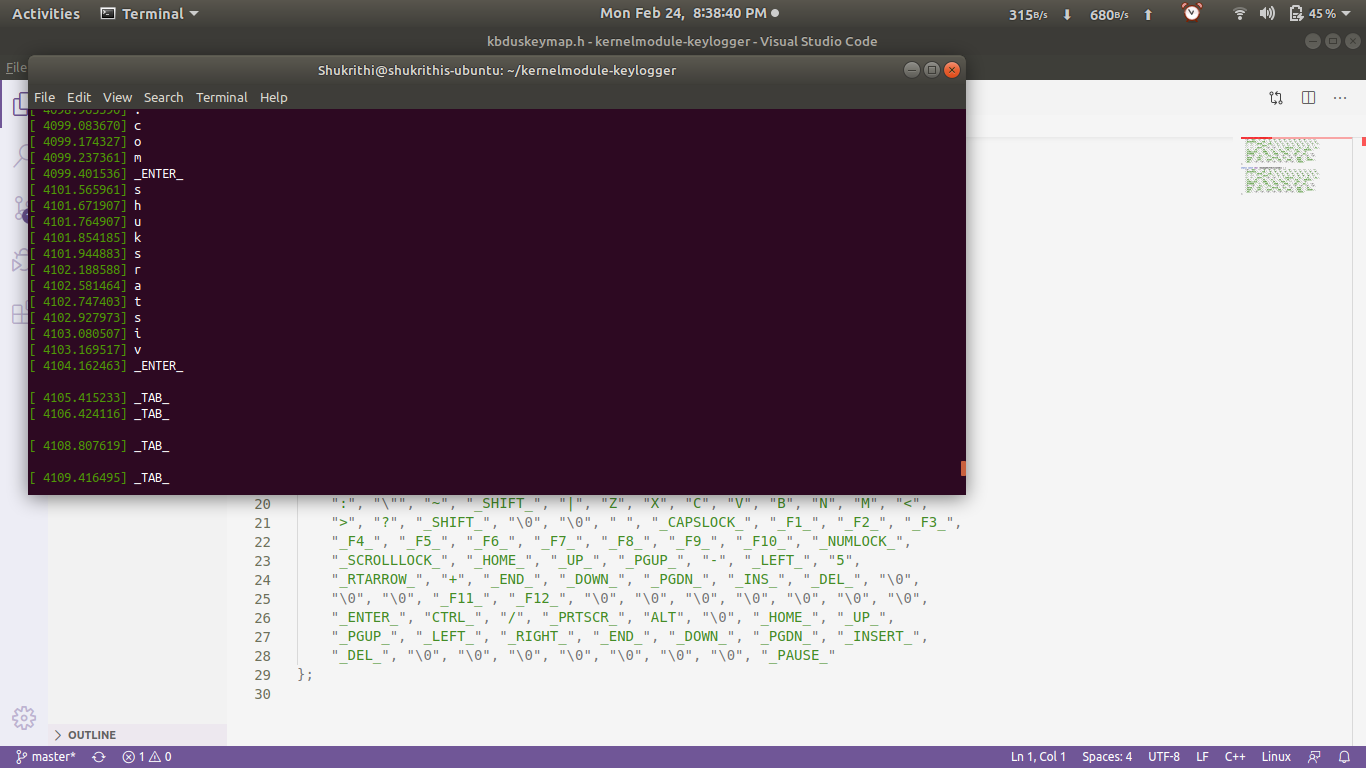 Activities Terminal Mon Feb 24, 8:38:40 PM 315B/s 680B/s 45 %
kbduskeymap.h - kernelmodule-keylogger - Visual Studio Code
File
Shukrithi@shukrithis-ubuntu: ~/kernelmodule-keylogger
File Edit View Search Terminal Help
[ 4099.083670] c
[ 4099.174327] o
[ 4099.237361] m
[ 4099.401536] _ENTER_
[ 4101.565961] s
[ 4101.671907] h
[ 4101.764907] u
[ 4101.854185] k
[ 4101.944883] s
[ 4102.188588] r
[ 4102.581464] a
[ 4102.747403] t
[ 4102.927973] s
[ 4103.080507] i
[ 4103.169517] v
[ 4104.162463] _ENTER_
[ 4105.415233] _TAB_
[ 4106.424116] _TAB_
[ 4108.807619] _TAB_
[ 4109.416495] _TAB_
20 ":", "\"", "~", "_SHIFT_", "|", "Z", "X", "C", "V", "B", "N", "M", "<",
21 ">", "?", "_SHIFT_", "\0", "\0", " ", "_CAPSLOCK_", "_F1_", "_F2_", "_F3_",
22 "_F4_", "_F5_", "_F6_", "_F7_", "_F8_", "_F9_", "_F10_", "_NUMLOCK_",
23 "_SCROLLLOCK_", "_HOME_", "_UP_", "_PGUP_", "-", "_LEFT_", "5",
24 "_RTARROW_", "+", "_END_", "_DOWN_", "_PGDN_", "_INS_", "_DEL_", "\0",
25 "\0", "\0", "_F11_", "_F12_", "\0", "\0", "\0", "\0", "\0", "\0", "\0",
26 "_ENTER_", "CTRL_", "/", "_PRTSCR_", "ALT", "\0", "_HOME_", "_UP_",
27 "_PGUP_", "_LEFT_", "_RIGHT_", "_END_", "_DOWN_", "_PGDN_", "_INSERT_",
28 "_DEL_", "\0", "\0", "\0", "\0", "\0", "\0", "\0", "_PAUSE_"
29 };
30
OUTLINE
master* 1 0 Ln 1, Col 1 Spaces: 4 UTF-8 LF C++ Linux